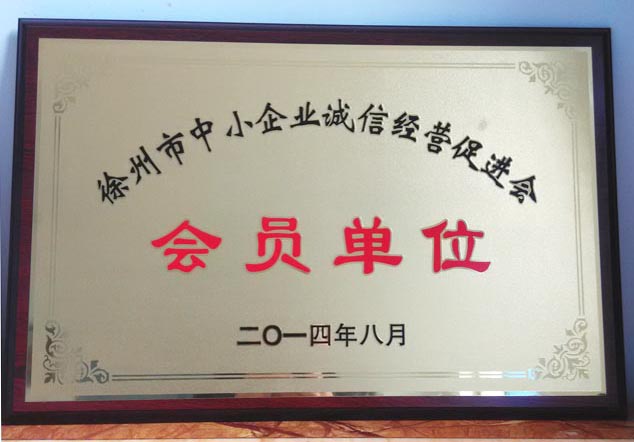 徐州市中小企业诚信经营促进会
会员单位
二〇一四年八月